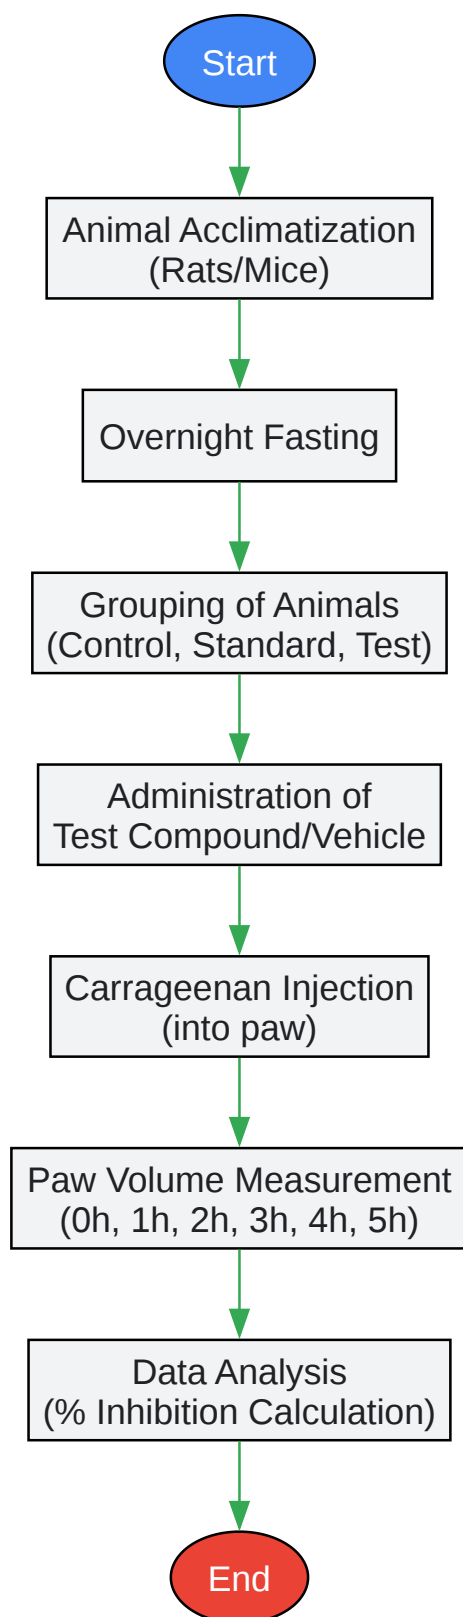 Start
Animal Acclimatization
(Rats/Mice)
Overnight Fasting
Grouping of Animals
(Control, Standard, Test)
Administration of
Test Compound/Vehicle
Carrageenan Injection
(into paw)
Paw Volume Measurement
(0h, 1h, 2h, 3h, 4h, 5h)
Data Analysis
(% Inhibition Calculation)
End